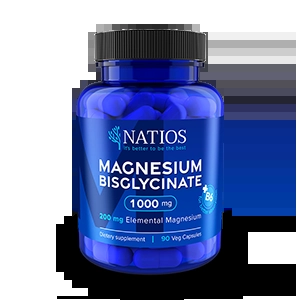 NATIOS
It's better to be the best
MAGNESIUM
BISGLYCINATE
1000 mg
+B6
200 mg Elemental Magnesium
Dietary supplement | 90 Veg Capsules